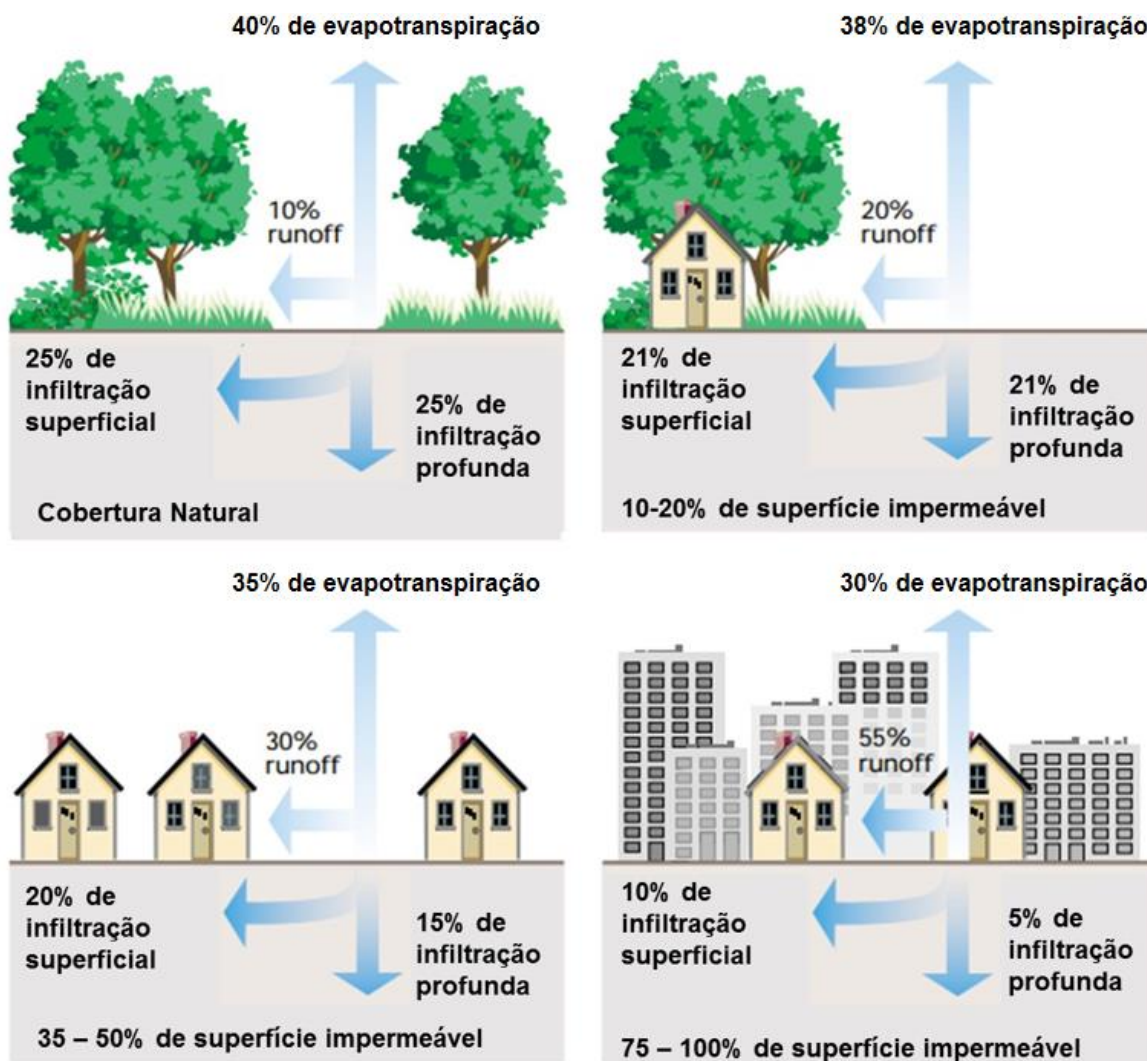 40% de evapotranspiração
10%
runoff
25% de
infiltração
superficial
25% de
infiltração
profunda
Cobertura Natural
38% de evapotranspiração
20%
runoff
21% de
infiltração
superficial
21% de
infiltração
profunda
10-20% de superfície impermeável
35% de evapotranspiração
30%
runoff
20% de
infiltração
superficial
15% de
infiltração
profunda
35 – 50% de superfície impermeável
30% de evapotranspiração
55%
runoff
10% de
infiltração
superficial
5% de
infiltração
profunda
75 – 100% de superfície impermeável